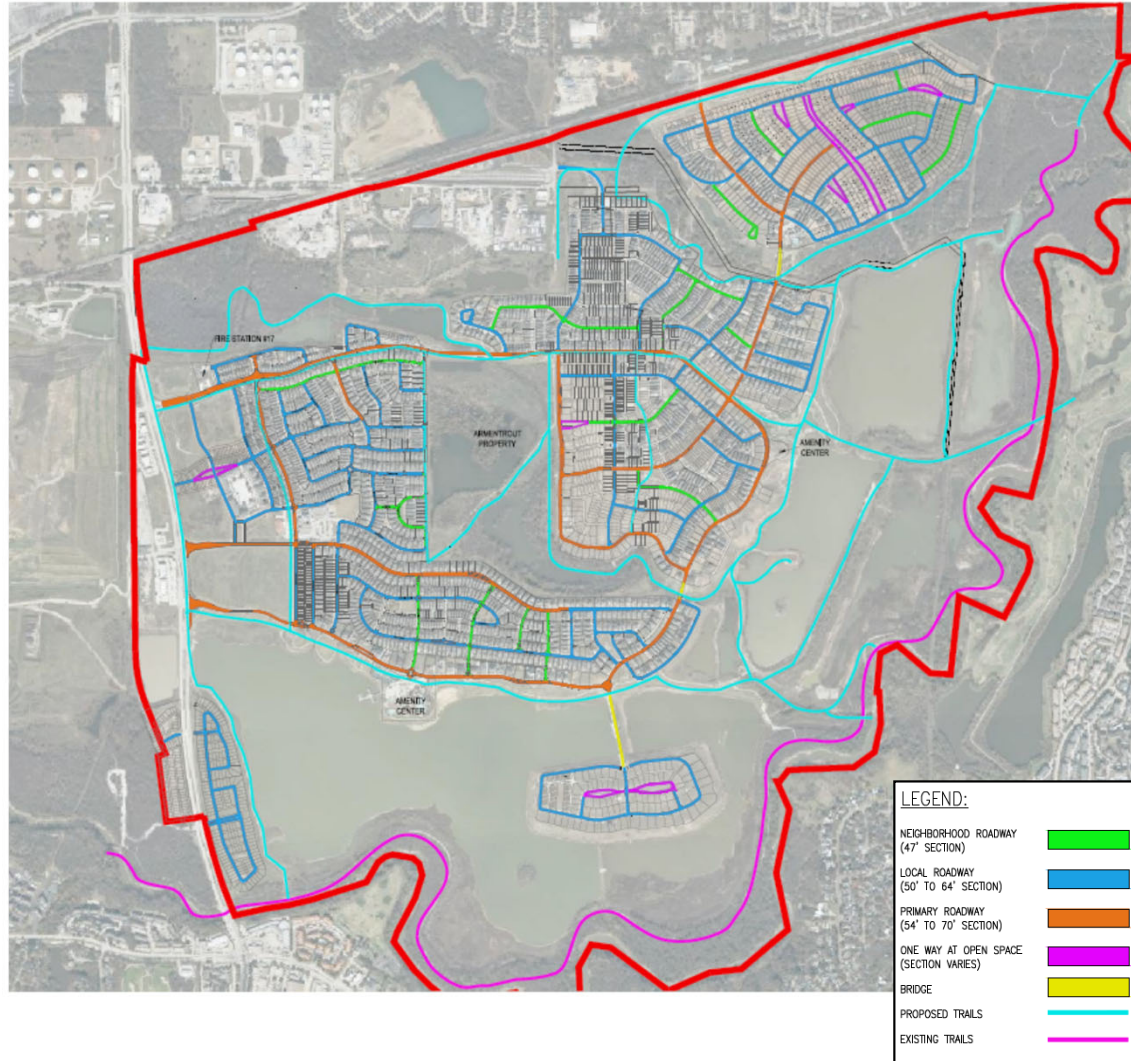 FIRE STATION #17
ARMENTROUT
PROPERTY
AMENITY
CENTER
AMENITY
CENTER
LEGEND:
NEIGHBORHOOD ROADWAY
(47' SECTION)
LOCAL ROADWAY
(50' TO 64' SECTION)
PRIMARY ROADWAY
(54' TO 70' SECTION)
ONE WAY AT OPEN SPACE
(SECTION VARIES)
BRIDGE
PROPOSED TRAILS
EXISTING TRAILS